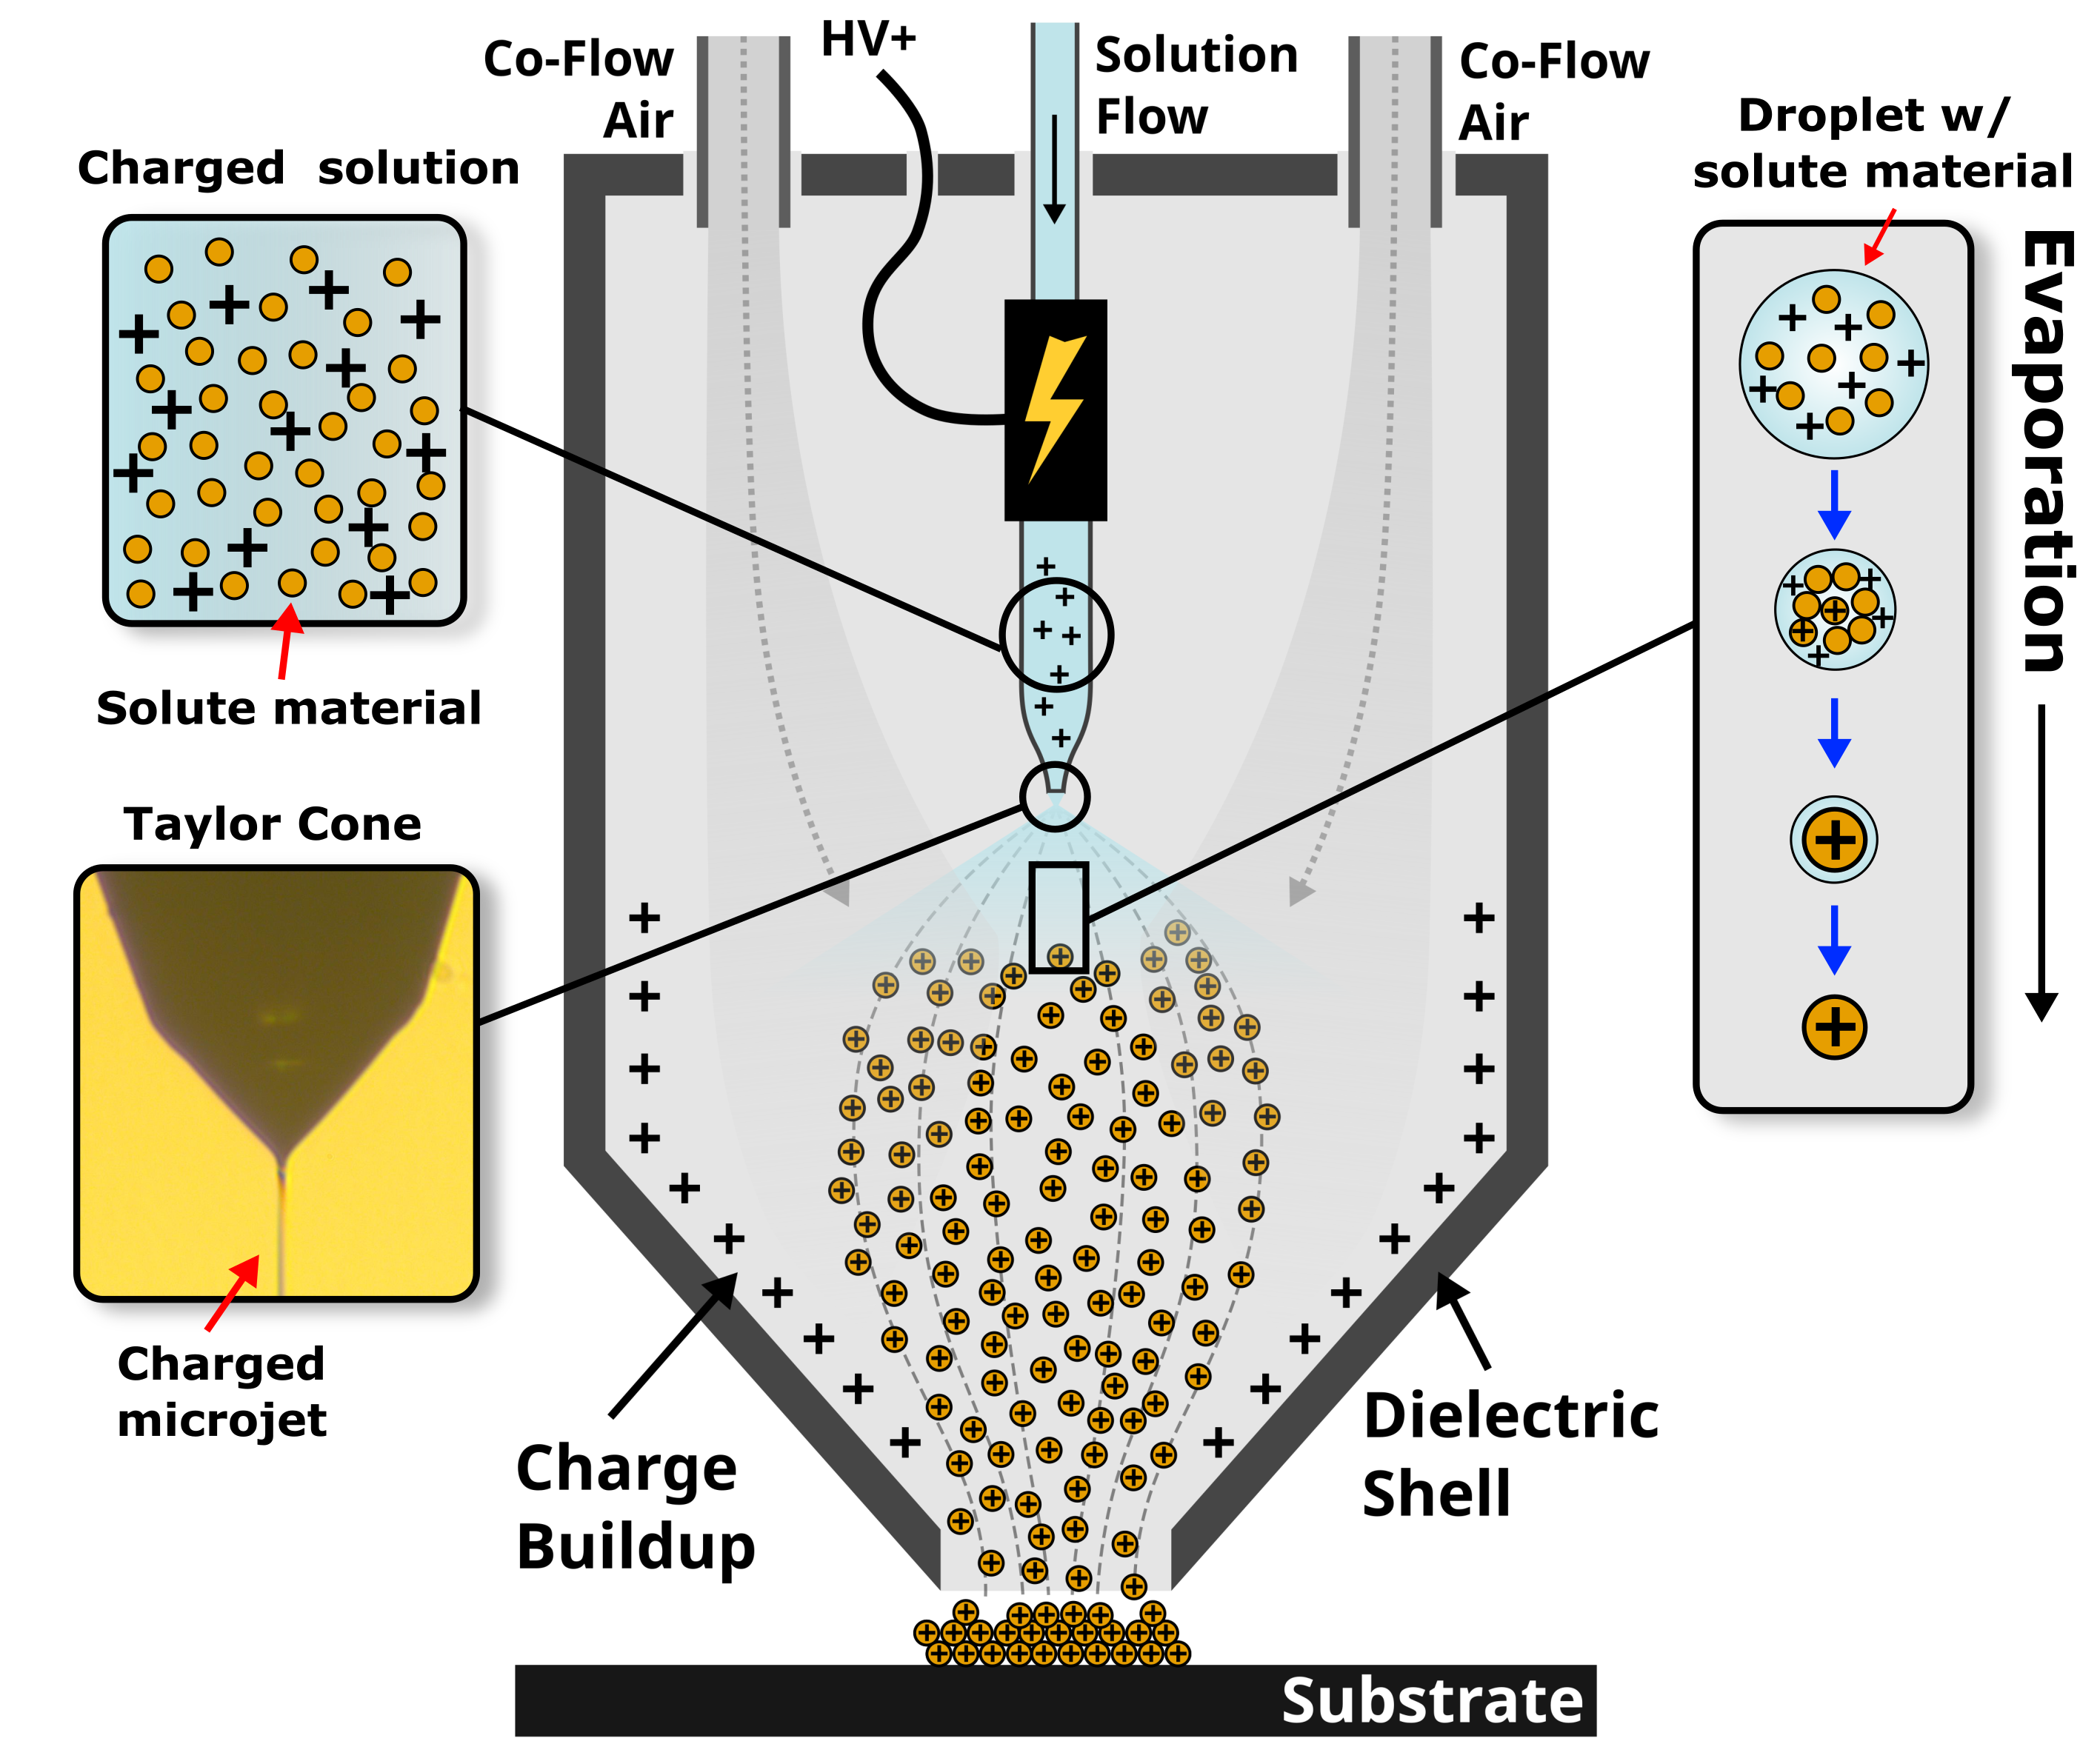 Co-Flow
Air
HV+
Solution
Flow
Co-Flow
Air
Droplet w/
solute material
Charged solution
Evaporation
Solute material
Taylor Cone
Charged
microjet
Charge
Buildup
Dielectric
Shell
Substrate